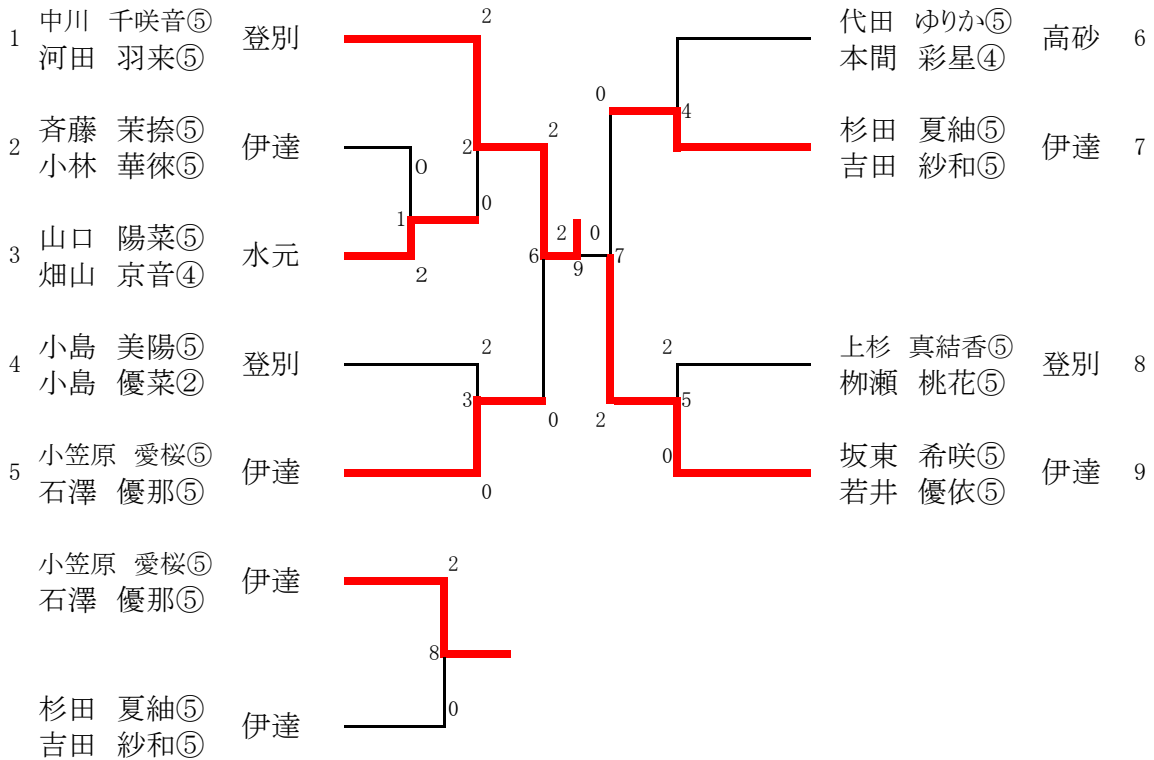 1 中川 千咲音⑤ 登別
河田 羽来⑤
2 斉藤 茉捺⑤ 伊達
小林 華徠⑤
3 山口 陽菜⑤ 水元
畑山 京音④
4 小島 美陽⑤ 登別
小島 優菜②
5 小笠原 愛桜⑤ 伊達
石澤 優那⑤
小笠原 愛桜⑤ 伊達
石澤 優那⑤
杉田 夏紬⑤ 伊達
吉田 紗和⑤
2
2
2
0
0
1
2
2
6
2
9
0
7
2
3
0
0
2
8
0
0
4
2
5
2
0
代田 ゆりか⑤ 高砂 6
本間 彩星④
杉田 夏紬⑤ 伊達 7
吉田 紗和⑤
上杉 真結香⑤ 登別 8
栁瀬 桃花⑤
坂東 希咲⑤ 伊達 9
若井 優依⑤